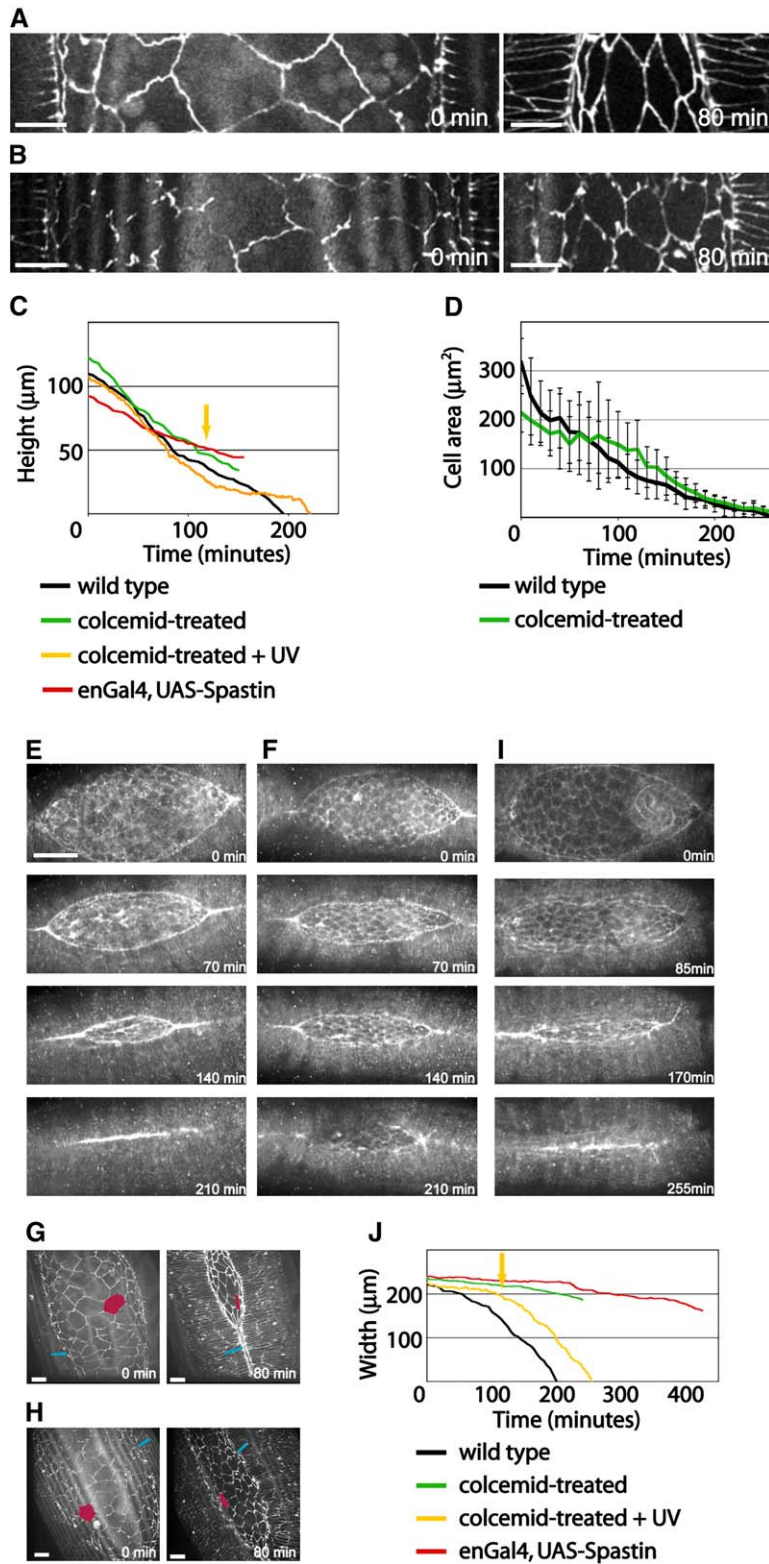 A
0 min
80 min
B
0 min
80 min
C
Height (μm)
100
50
0
100
200
Time (minutes)
wild type
colcemid-treated
colcemid-treated + UV
enGal4, UAS-Spastin
D
Cell area (μm²)
300
200
100
0
100
200
Time (minutes)
wild type
colcemid-treated
E
0 min
70 min
140 min
210 min
F
0 min
70 min
140 min
210 min
I
0min
85min
170min
255min
G
0 min
80 min
H
0 min
80 min
J
Width (μm)
200
100
0
100
200
300
400
Time (minutes)
wild type
colcemid-treated
colcemid-treated + UV
enGal4, UAS-Spastin